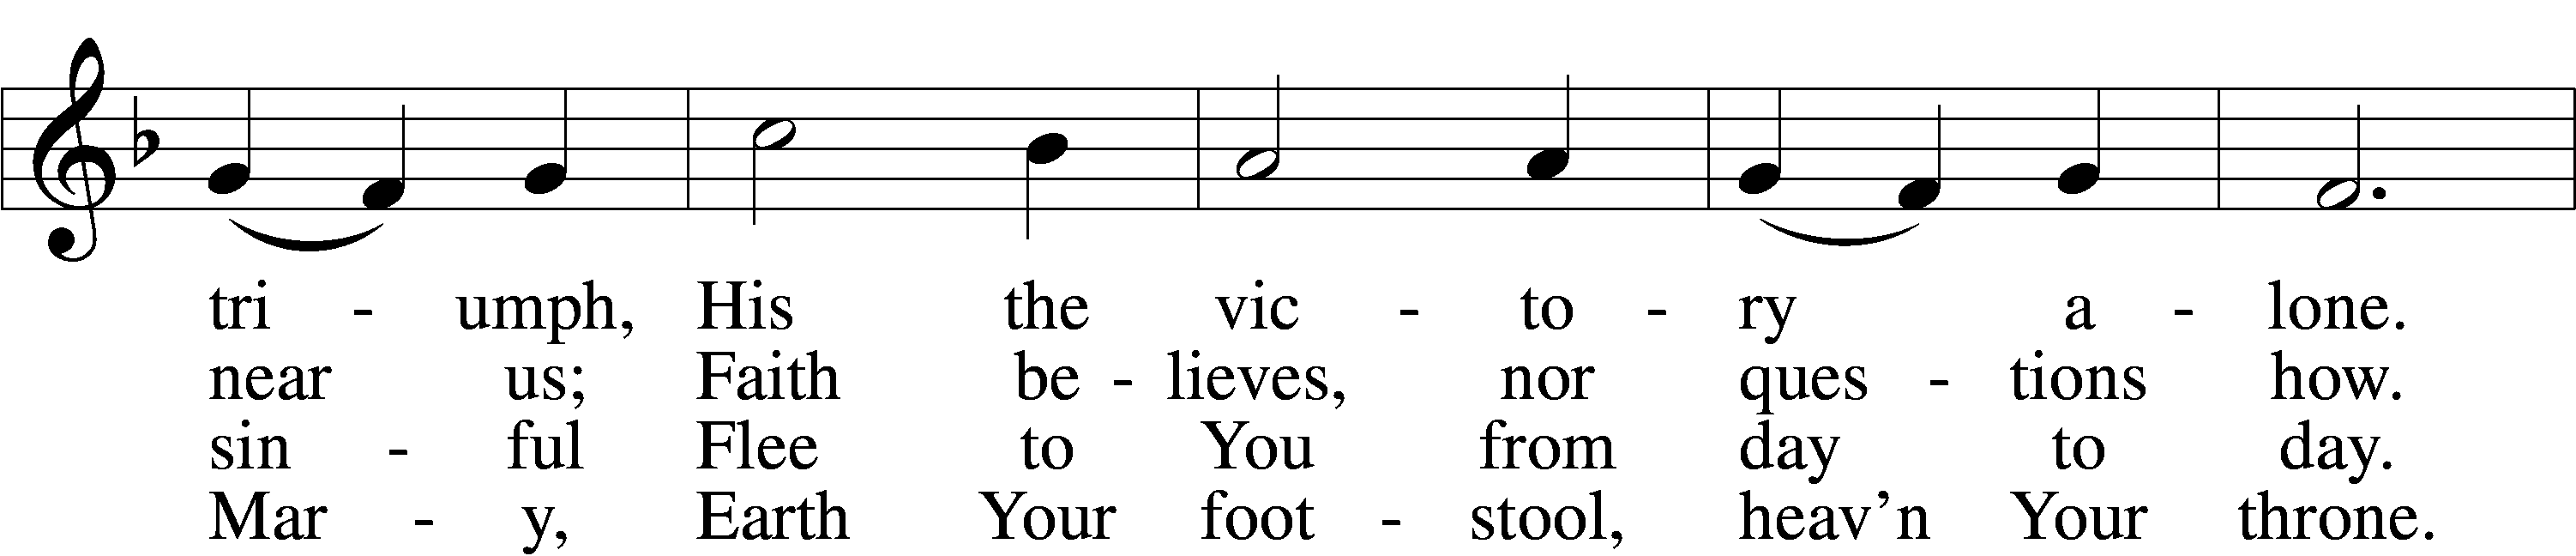 tri - umph, His the vic - to - ry a - lone.
near us; Faith be - lieves, nor ques - tions how.
sin - ful Flee to You from day to day.
Mar - y, Earth Your foot - stool, heav’n Your throne.